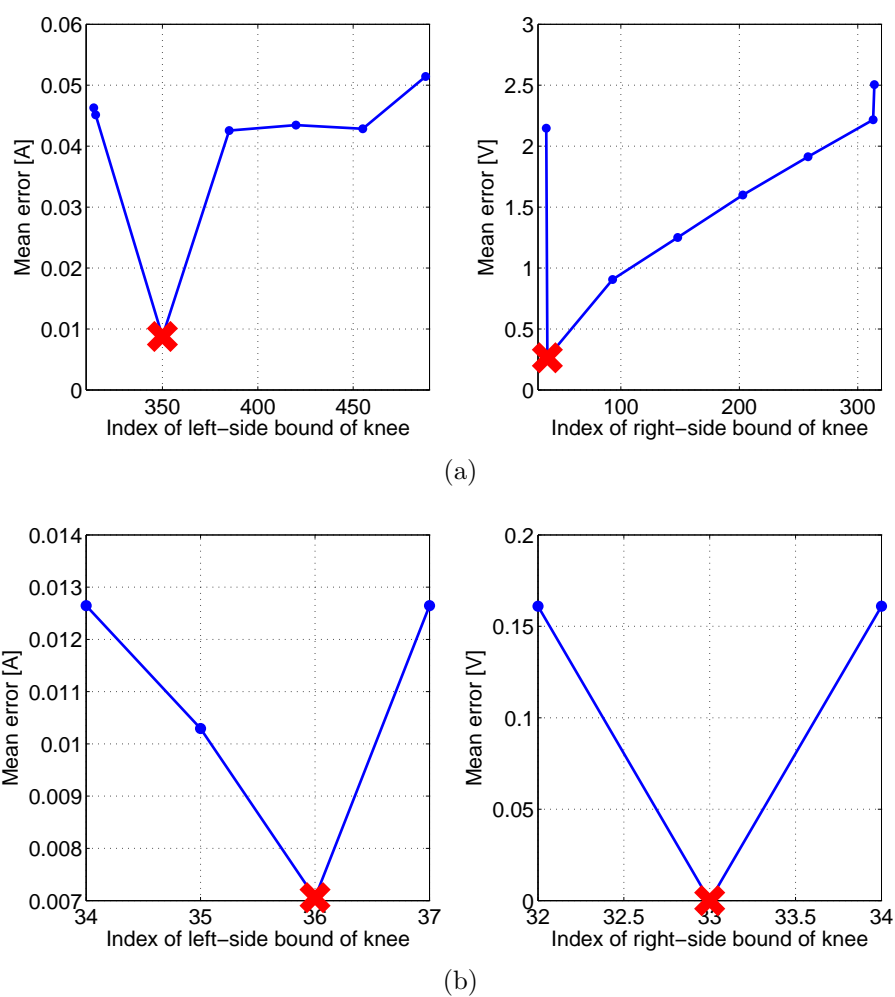 0.06
0.05
0.04
0.03
0.02
0.01
0
Mean error [A]
350 400 450
Index of left−side bound of knee
3
2.5
2
1.5
1
0.5
0
Mean error [V]
100 200 300
Index of right−side bound of knee
(a)
0.014
0.013
0.012
0.011
0.01
0.009
0.008
0.007
Mean error [A]
34 35 36 37
Index of left−side bound of knee
0.2
0.15
0.1
0.05
0
Mean error [V]
32 32.5 33 33.5 34
Index of right−side bound of knee
(b)